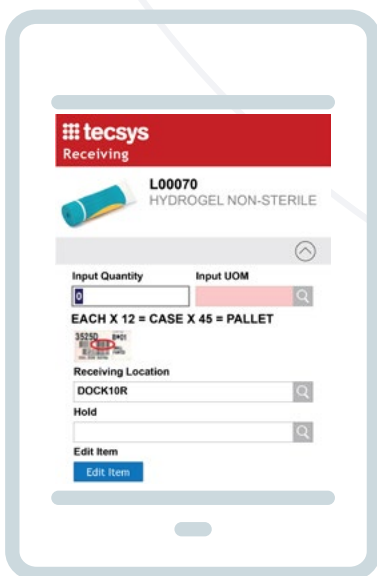 tecsys
Receiving
L00070
HYDROGEL NON-STERILE
Input Quantity Input UOM
0
EACH X 12 = CASE X 45 = PALLET
3525D
Receiving Location
DOCK10R
Hold
Edit Item
Edit Item